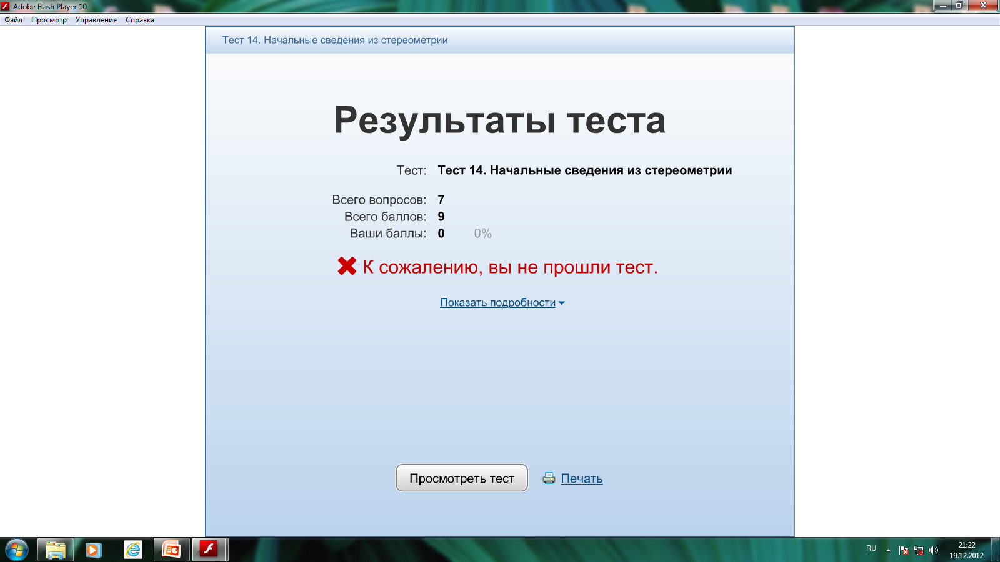 Adobe Flash Player 10
Файл Просмотр Управление Справка
Тест 14. Начальные сведения из стереометрии
Результаты теста
Тест: Тест 14. Начальные сведения из стереометрии
Всего вопросов: 7
Всего баллов: 9
Ваши баллы: 0 0%
К сожалению, вы не прошли тест.
Показать подробности
Просмотреть тест Печать
RU 21:22
19.12.2012